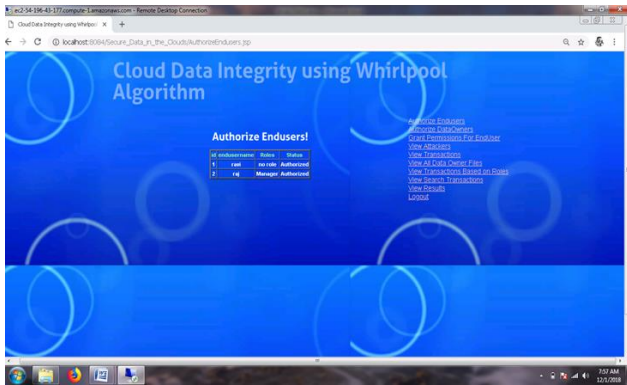 ec2-54-196-43-177.compute-1.amazonaws.com - Remote Desktop Connection
Cloud Data Integrity using Whirlpool
localhost:8084/Secure_Data_in_the_Clouds/AuthorizeEndusers.jsp
Cloud Data Integrity using Whirlpool
Algorithm
Authorize Endusers!
id endusername Roles Status
1 ravi no role Authorized
2 raj Manager Authorized
Authorize Endusers
Authorize DataOwners
Grant Permissions For EndUser
View Attackers
View Transactions
View All Data Owner Files
View Transactions Based on Roles
View Search Transactions
View Results
Logout
7:57 AM
12/1/2018